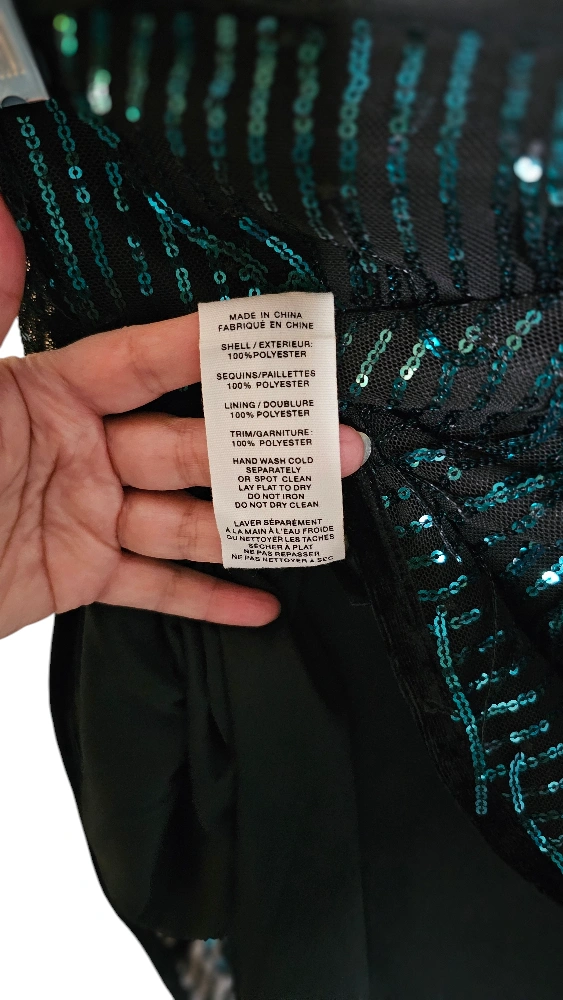 MADE IN CHINA
FABRIQUÉ EN CHINE
SHELL / EXTERIEUR:
100%POLYESTER
SEQUINS/PAILLETTES
100% POLYESTER
LINING / DOUBLURE
100% POLYESTER
TRIM/GARNITURE:
100% POLYESTER
HAND WASH COLD
SEPARATELY
OR SPOT CLEAN
LAY FLAT TO DRY
DO NOT IRON
DO NOT DRY CLEAN
LAVER SÉPARÉMENT
À LA MAIN À L'EAU FROIDE
OU NETTOYER LES TACHES
SÉCHER À PLAT
NE PAS REPASSER
NE PAS NETTOYER À SEC